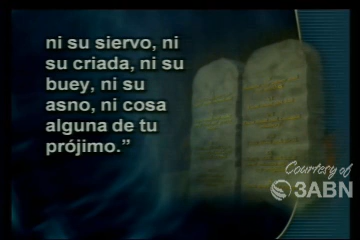 ni su siervo, ni
su criada, ni su
buey, ni su
asno, ni cosa
alguna de tu
prójimo.”
Courtesy of
3ABN